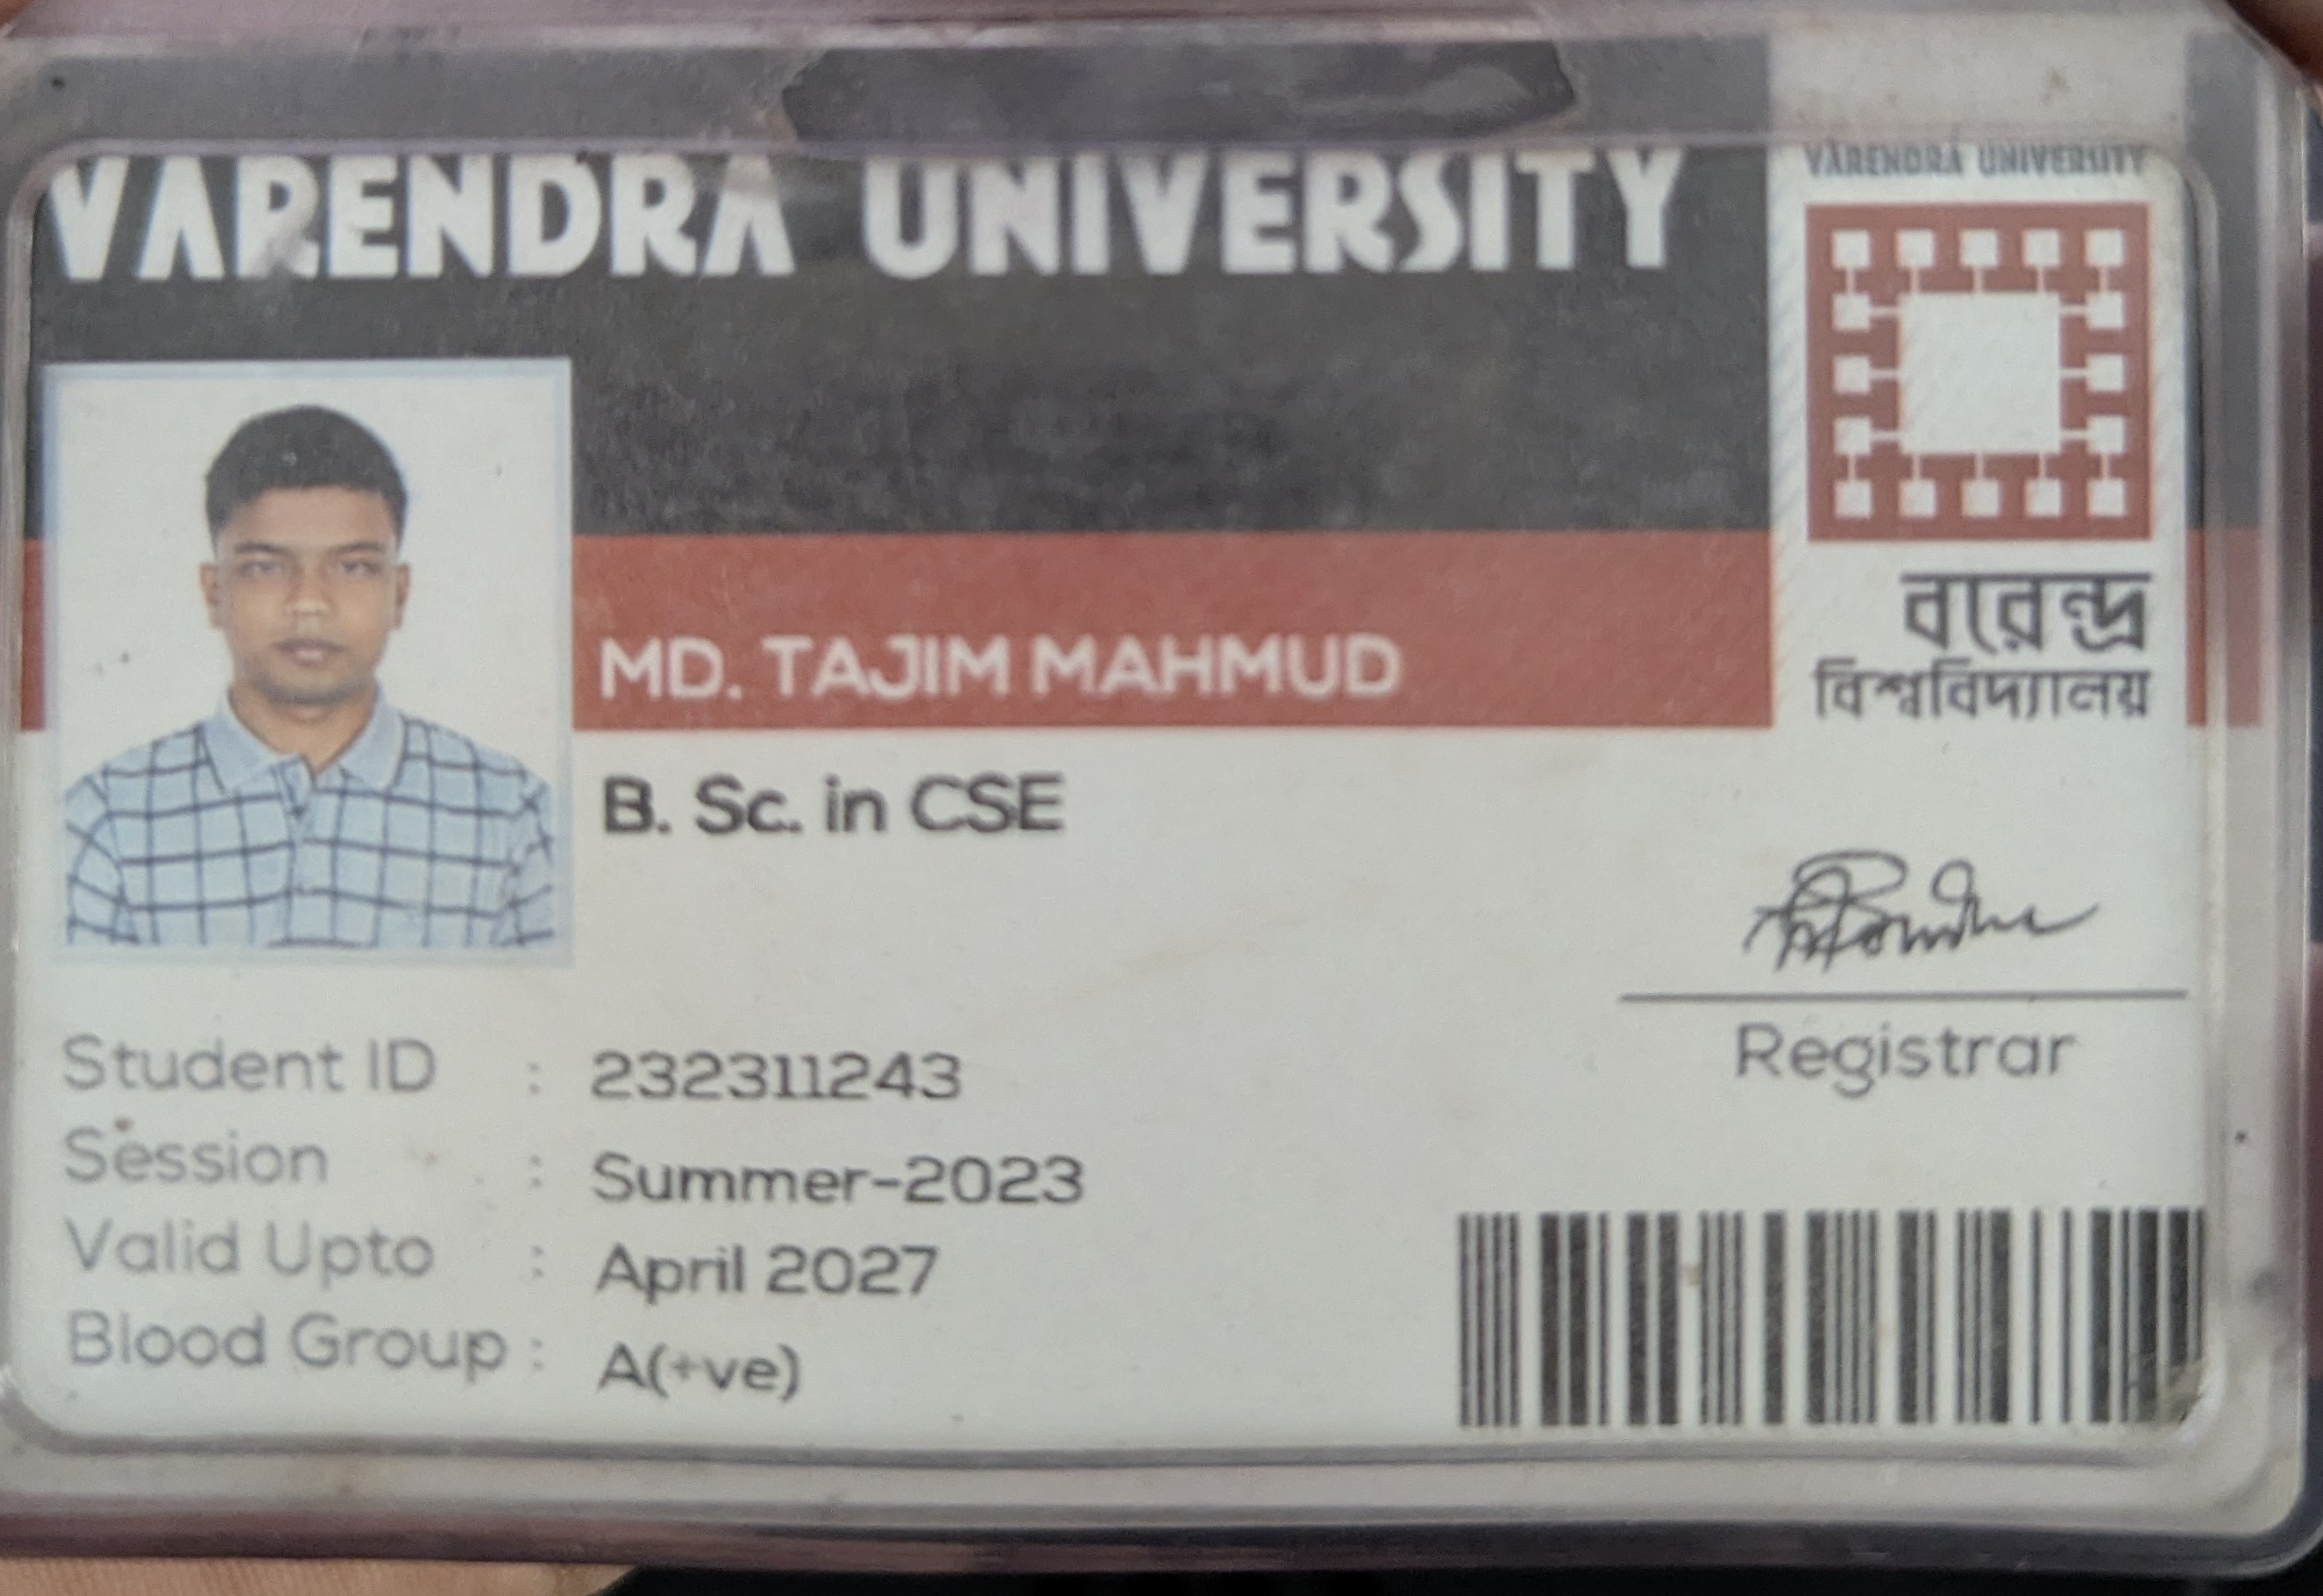 VARENDRA UNIVERSITY
VARENDRA UNIVERSITY
বরেন্দ্র
বিশ্ববিদ্যালয়
MD. TAJIM MAHMUD
B. Sc. in CSE
Registrar
Student ID : 232311243
Session : Summer-2023
Valid Upto : April 2027
Blood Group : A(+ve)